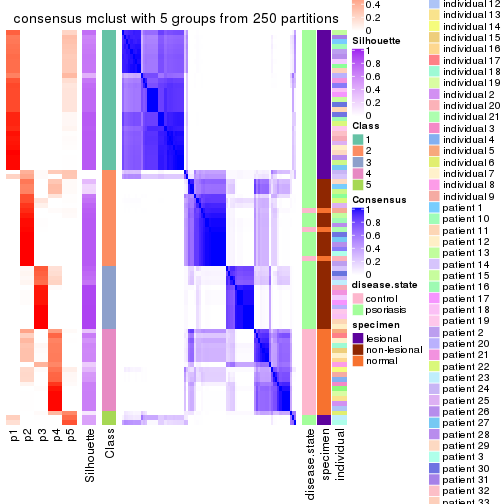 consensus mclust with 5 groups from 250 partitions
p1
p2
p3
p4
p5
Silhouette
Class
disease.state
specimen
individual
0.4
0.2
0
Silhouette
1
0.8
0.6
0.4
0.2
0
Class
1
2
3
4
5
Consensus
1
0.8
0.6
0.4
0.2
0
disease.state
control
psoriasis
specimen
lesional
non-lesional
normal
individual 12
individual 13
individual 14
individual 15
individual 16
individual 17
individual 18
individual 19
individual 2
individual 20
individual 21
individual 3
individual 4
individual 5
individual 6
individual 7
individual 8
individual 9
patient 1
patient 10
patient 11
patient 12
patient 13
patient 14
patient 15
patient 16
patient 17
patient 18
patient 19
patient 2
patient 20
patient 21
patient 22
patient 23
patient 24
patient 25
patient 26
patient 27
patient 28
patient 29
patient 3
patient 30
patient 31
patient 32
patient 33